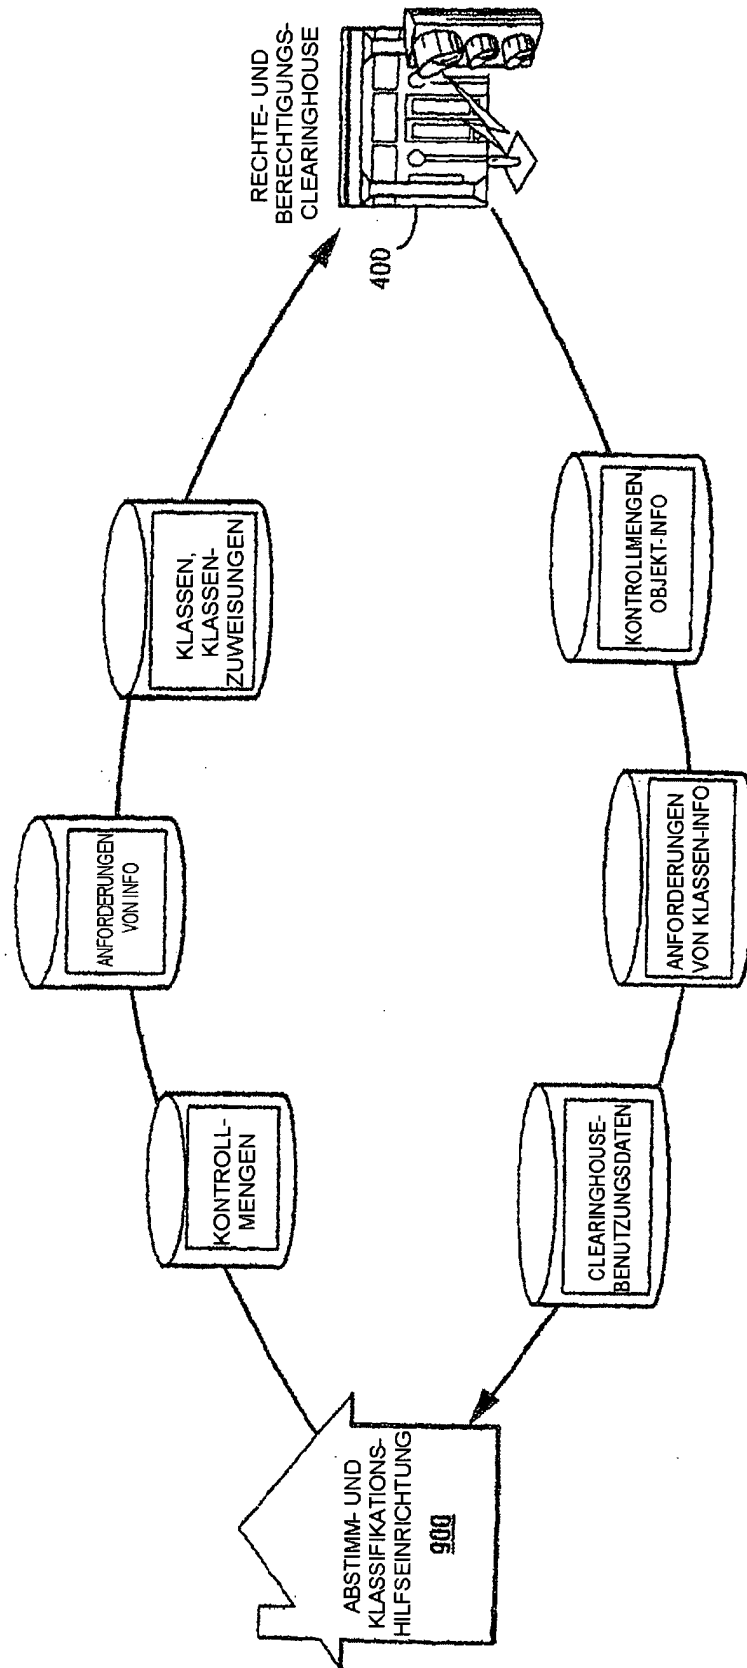 ABSTIMM- UND
KLASSIFIKATIONS-
HILFSEINRICHTUNG
900
KONTROLL-
MENGEN
ANFORDERUNGEN
VON INFO
KLASSEN,
KLASSEN-
ZUWEISUNGEN
RECHTE- UND
BERECHTIGUNGS-
CLEARINGHOUSE
400
KONTROLLMENGEN
OBJEKT-INFO
ANFORDERUNGEN
VON KLASSEN-INFO
CLEARINGHOUSE-
BENUTZUNGSDATEN